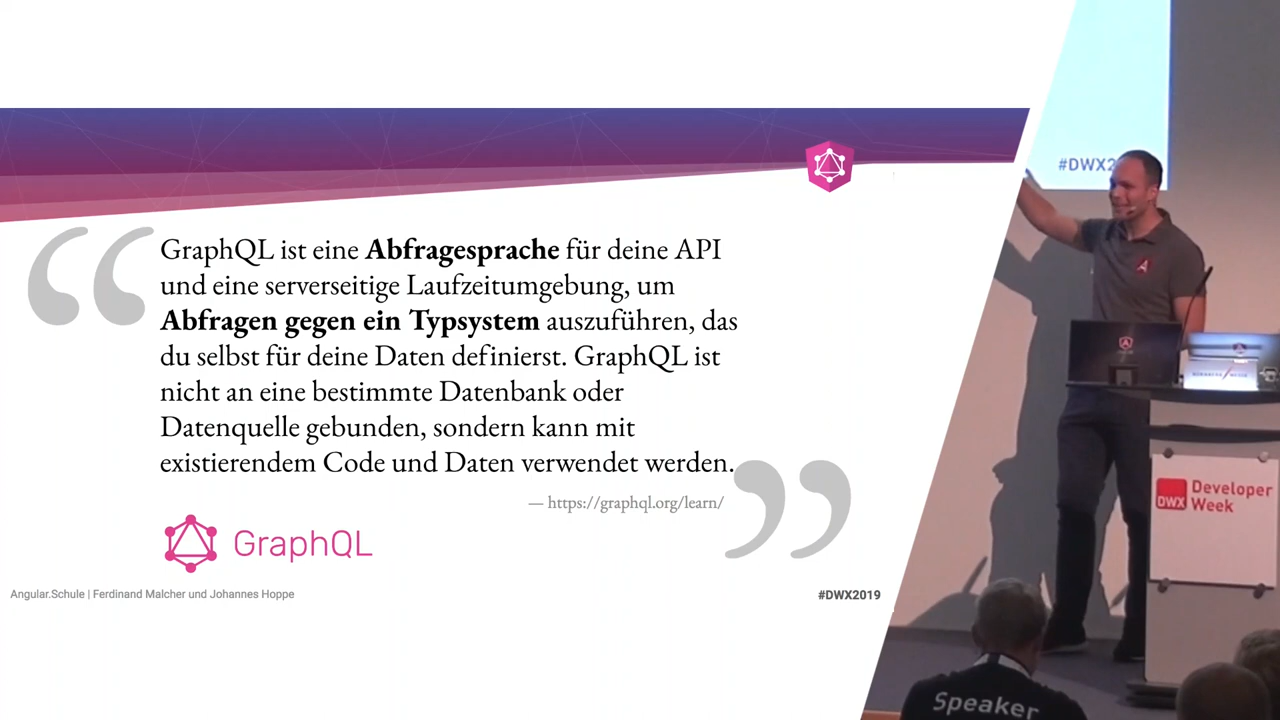 GraphQL ist eine Abfragesprache für deine API
und eine serverseitige Laufzeitumgebung, um
Abfragen gegen ein Typsystem auszuführen, das
du selbst für deine Daten definierst. GraphQL ist
nicht an eine bestimmte Datenbank oder
Datenquelle gebunden, sondern kann mit
existierendem Code und Daten verwendet werden.
— https://graphql.org/learn/
GraphQL
Angular.Schule | Ferdinand Malcher und Johannes Hoppe
#DWX2019
#DWX2
DWX
Developer
Week
Speaker